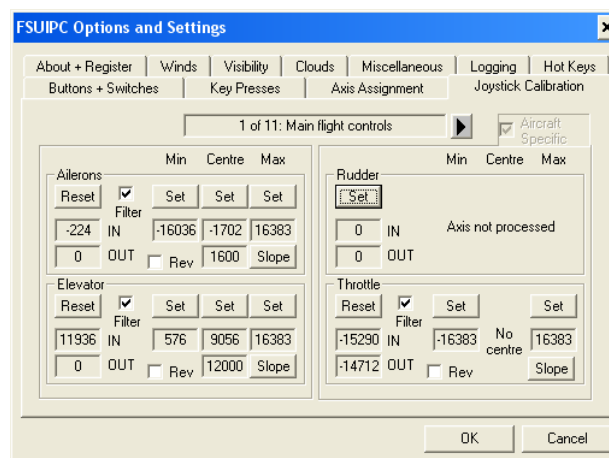 FSUIPC Options and Settings
About + Register Winds Visibility Clouds Miscellaneous Logging Hot Keys
Buttons + Switches Key Presses Axis Assignment Joystick Calibration
1 of 11: Main flight controls
Aircraft Specific
Min Centre Max
Ailerons
Reset Filter Set Set Set
-224 IN -16036 -1702 16383
0 OUT Rev 1600 Slope
Min Centre Max
Rudder
Set
0 IN Axis not processed
0 OUT
Elevator
Reset Filter Set Set Set
11936 IN 576 9056 16383
0 OUT Rev 12000 Slope
Throttle
Reset Filter Set Set
-15290 IN -16383 No centre 16383
-14712 OUT Rev Slope
OK Cancel